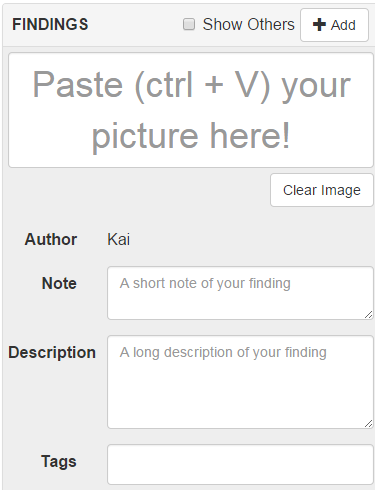 FINDINGS Show Others Add
Paste (ctrl + V) your
picture here!
Clear Image
Author Kai
Note A short note of your finding
Description A long description of your finding
Tags